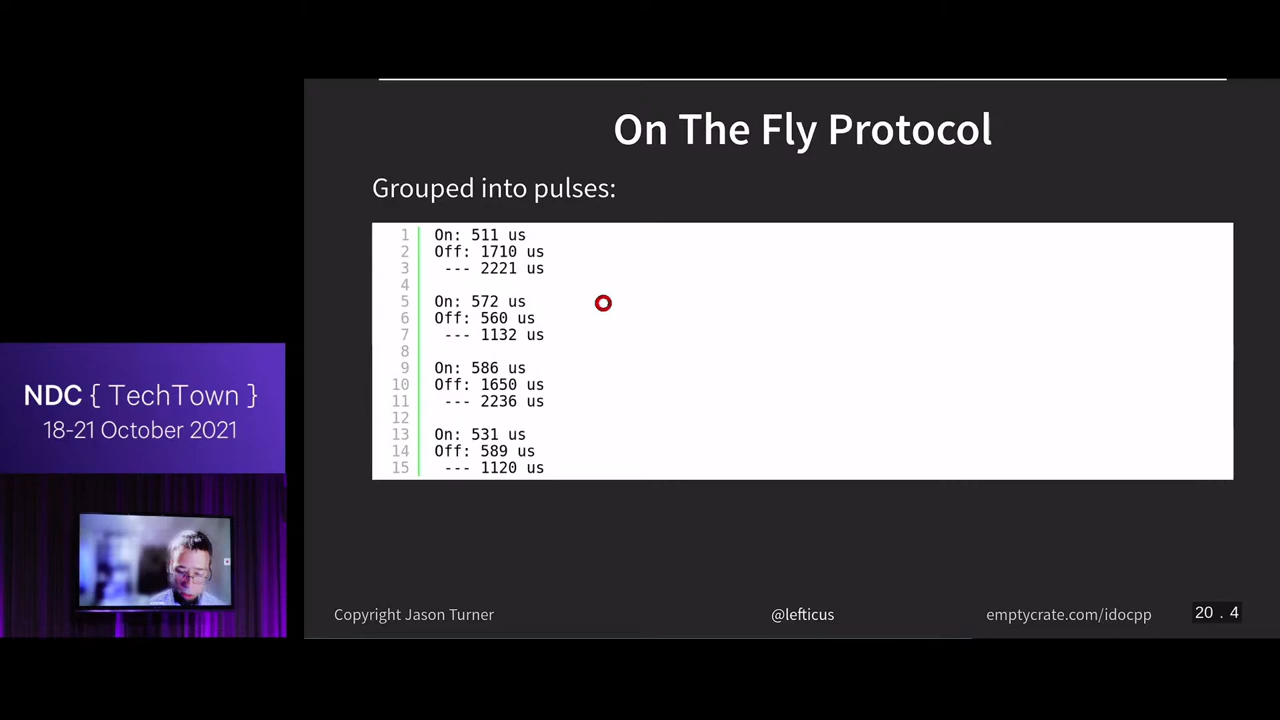 On The Fly Protocol
Grouped into pulses:
1 On: 511 us
2 Off: 1710 us
3 --- 2221 us
4
5 On: 572 us
6 Off: 560 us
7 --- 1132 us
8
9 On: 586 us
10 Off: 1650 us
11 --- 2236 us
12
13 On: 531 us
14 Off: 589 us
15 --- 1120 us
NDC { TechTown }
18-21 October 2021
Copyright Jason Turner
@lefticus
emptycrate.com/idocpp
20 . 4